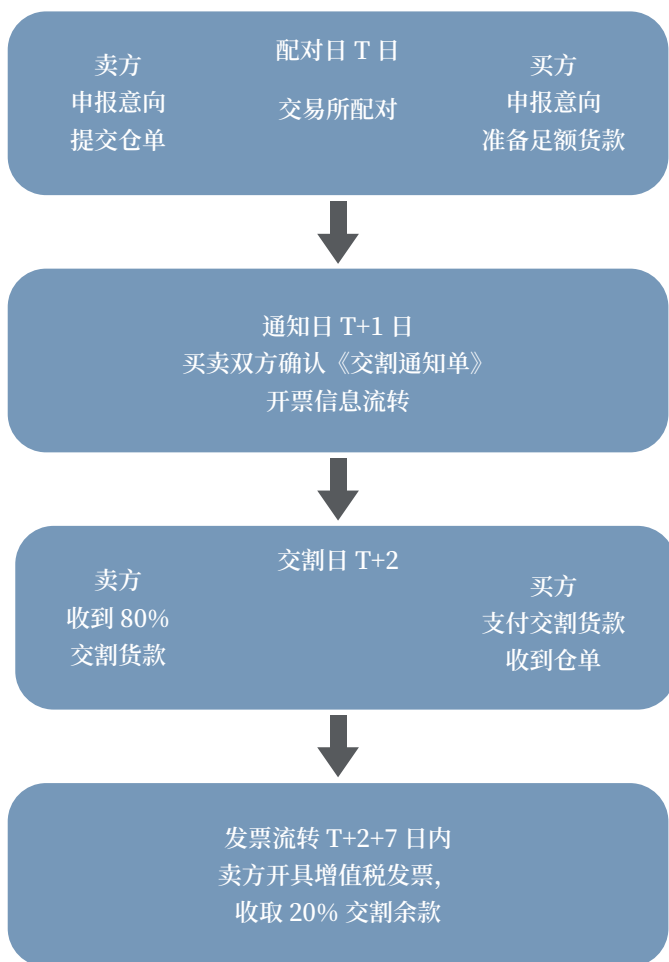 配对日 T 日
交易所配对
卖方
申报意向
提交仓单
买方
申报意向
准备足额货款
通知日 T+1 日
买卖双方确认《交割通知单》
开票信息流转
交割日 T+2
卖方
收到 80%
交割货款
买方
支付交割货款
收到仓单
发票流转 T+2+7 日内
卖方开具增值税发票,
收取 20% 交割余款